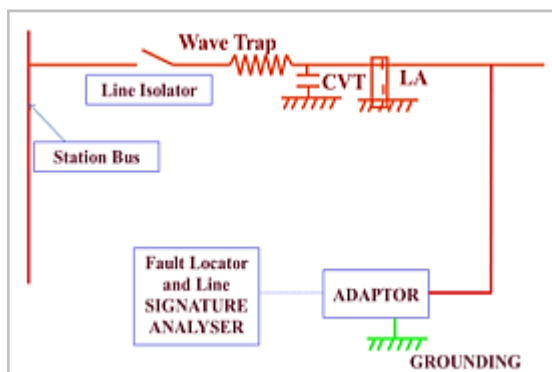 Wave Trap
CVT
LA
Line Isolator
Station Bus
Fault Locator
and Line
SIGNATURE
ANALYSER
ADAPTOR
GROUNDING